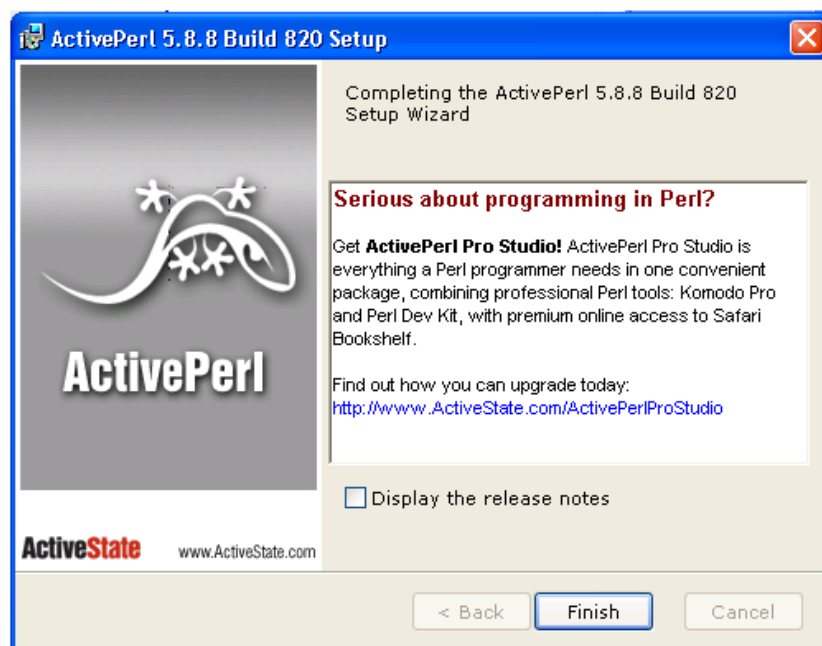 ActivePerl 5.8.8 Build 820 Setup
Completing the ActivePerl 5.8.8 Build 820
Setup Wizard
Serious about programming in Perl?
Get ActivePerl Pro Studio! ActivePerl Pro Studio is
everything a Perl programmer needs in one convenient
package, combining professional Perl tools: Komodo Pro
and Perl Dev Kit, with premium online access to Safari
Bookshelf.
Find out how you can upgrade today:
http://www.ActiveState.com/ActivePerlProStudio
ActivePerl
Display the release notes
ActiveState www.ActiveState.com
< Back Finish Cancel